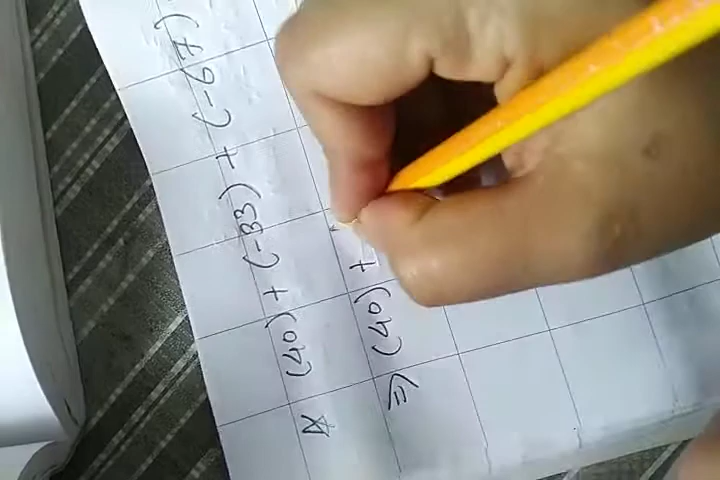 (40) + (-33) + (-67)
⇒ (40) +